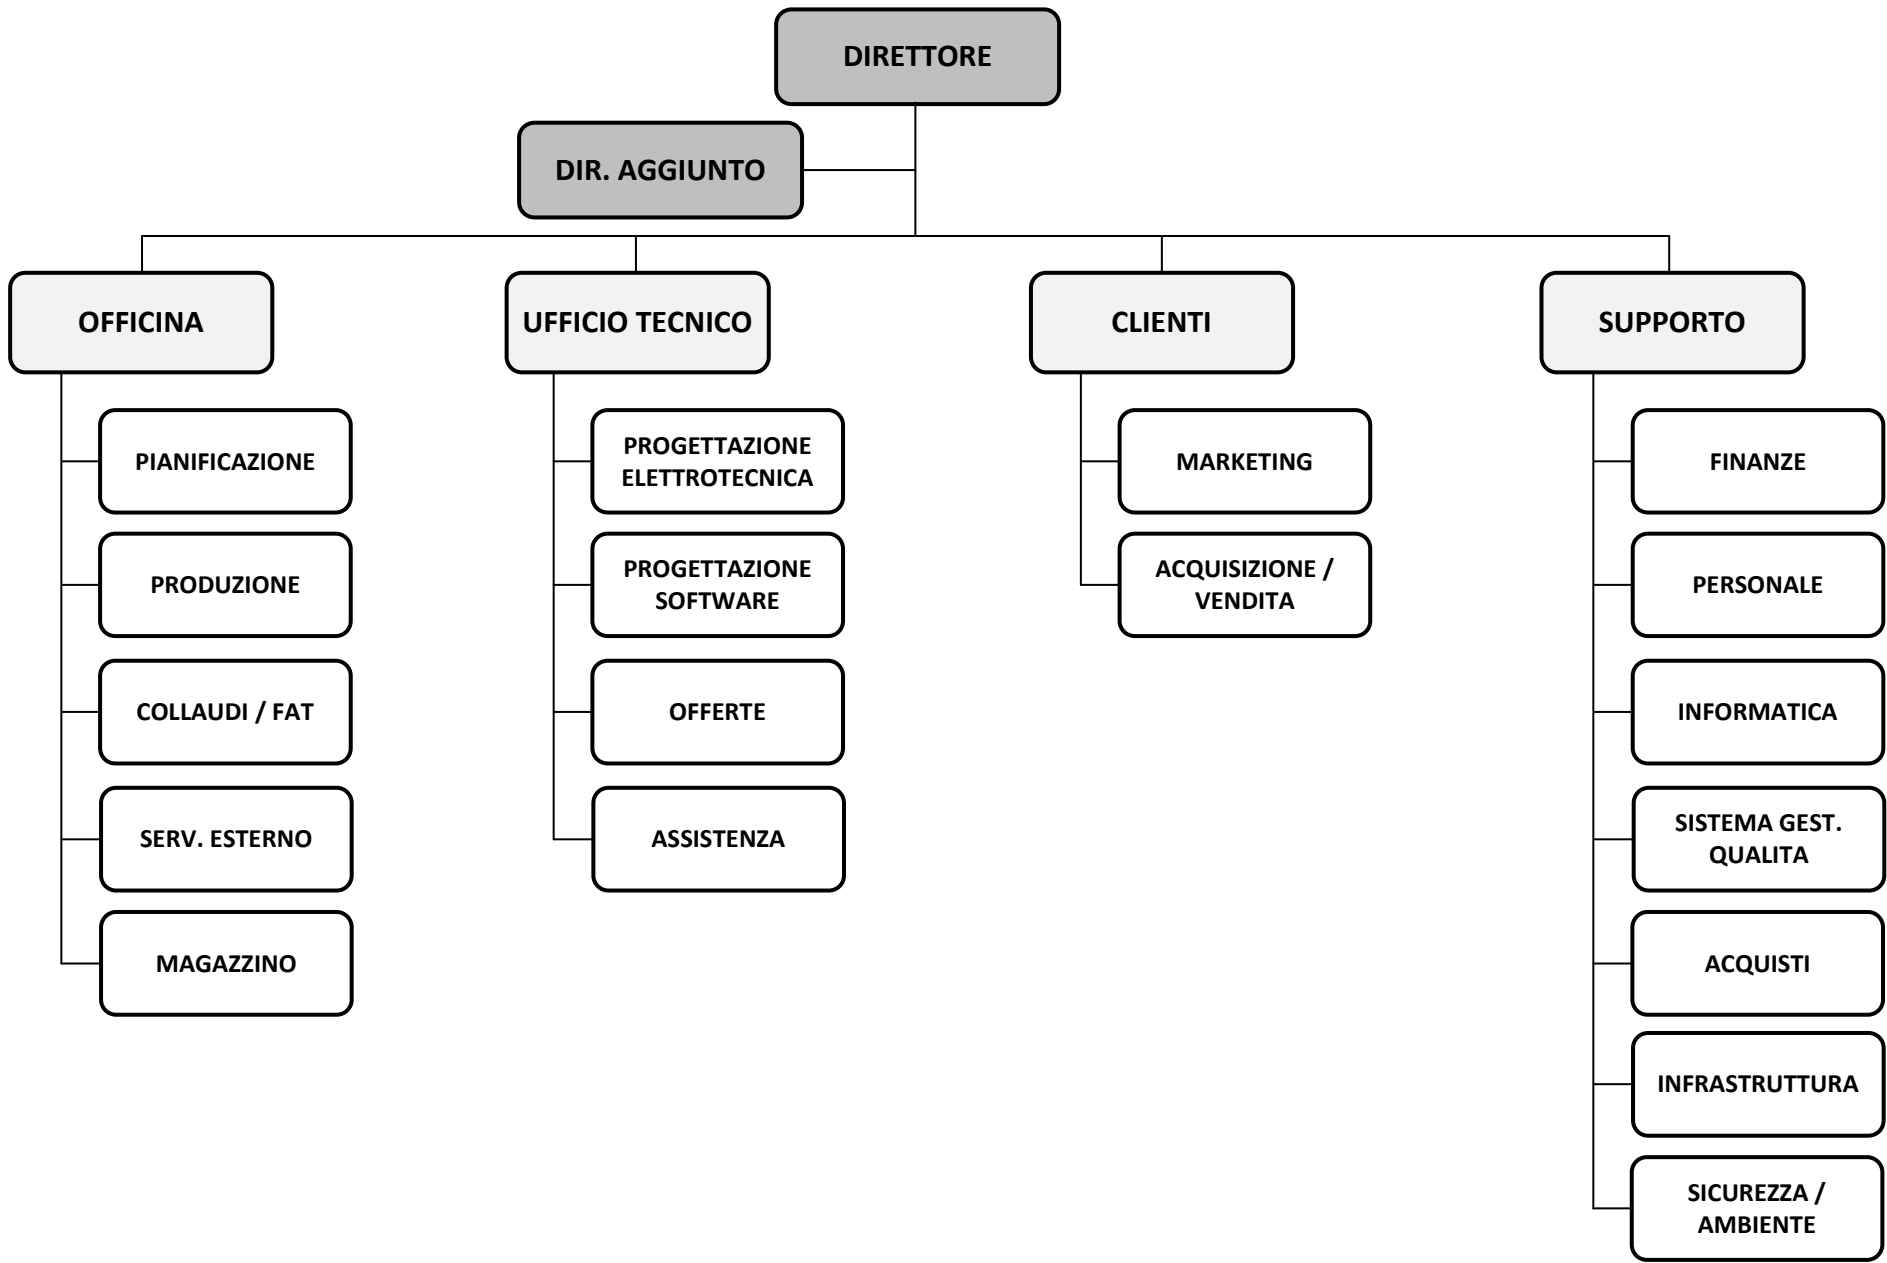 DIRETTORE
DIR. AGGIUNTO
OFFICINA
PIANIFICAZIONE
PRODUZIONE
COLLAUDI / FAT
SERV. ESTERNO
MAGAZZINO
UFFICIO TECNICO
PROGETTAZIONE
ELETTROTECNICA
PROGETTAZIONE
SOFTWARE
OFFERTE
ASSISTENZA
CLIENTI
MARKETING
ACQUISIZIONE /
VENDITA
SUPPORTO
FINANZE
PERSONALE
INFORMATICA
SISTEMA GEST.
QUALITA
ACQUISTI
INFRASTRUTTURA
SICUREZZA /
AMBIENTE